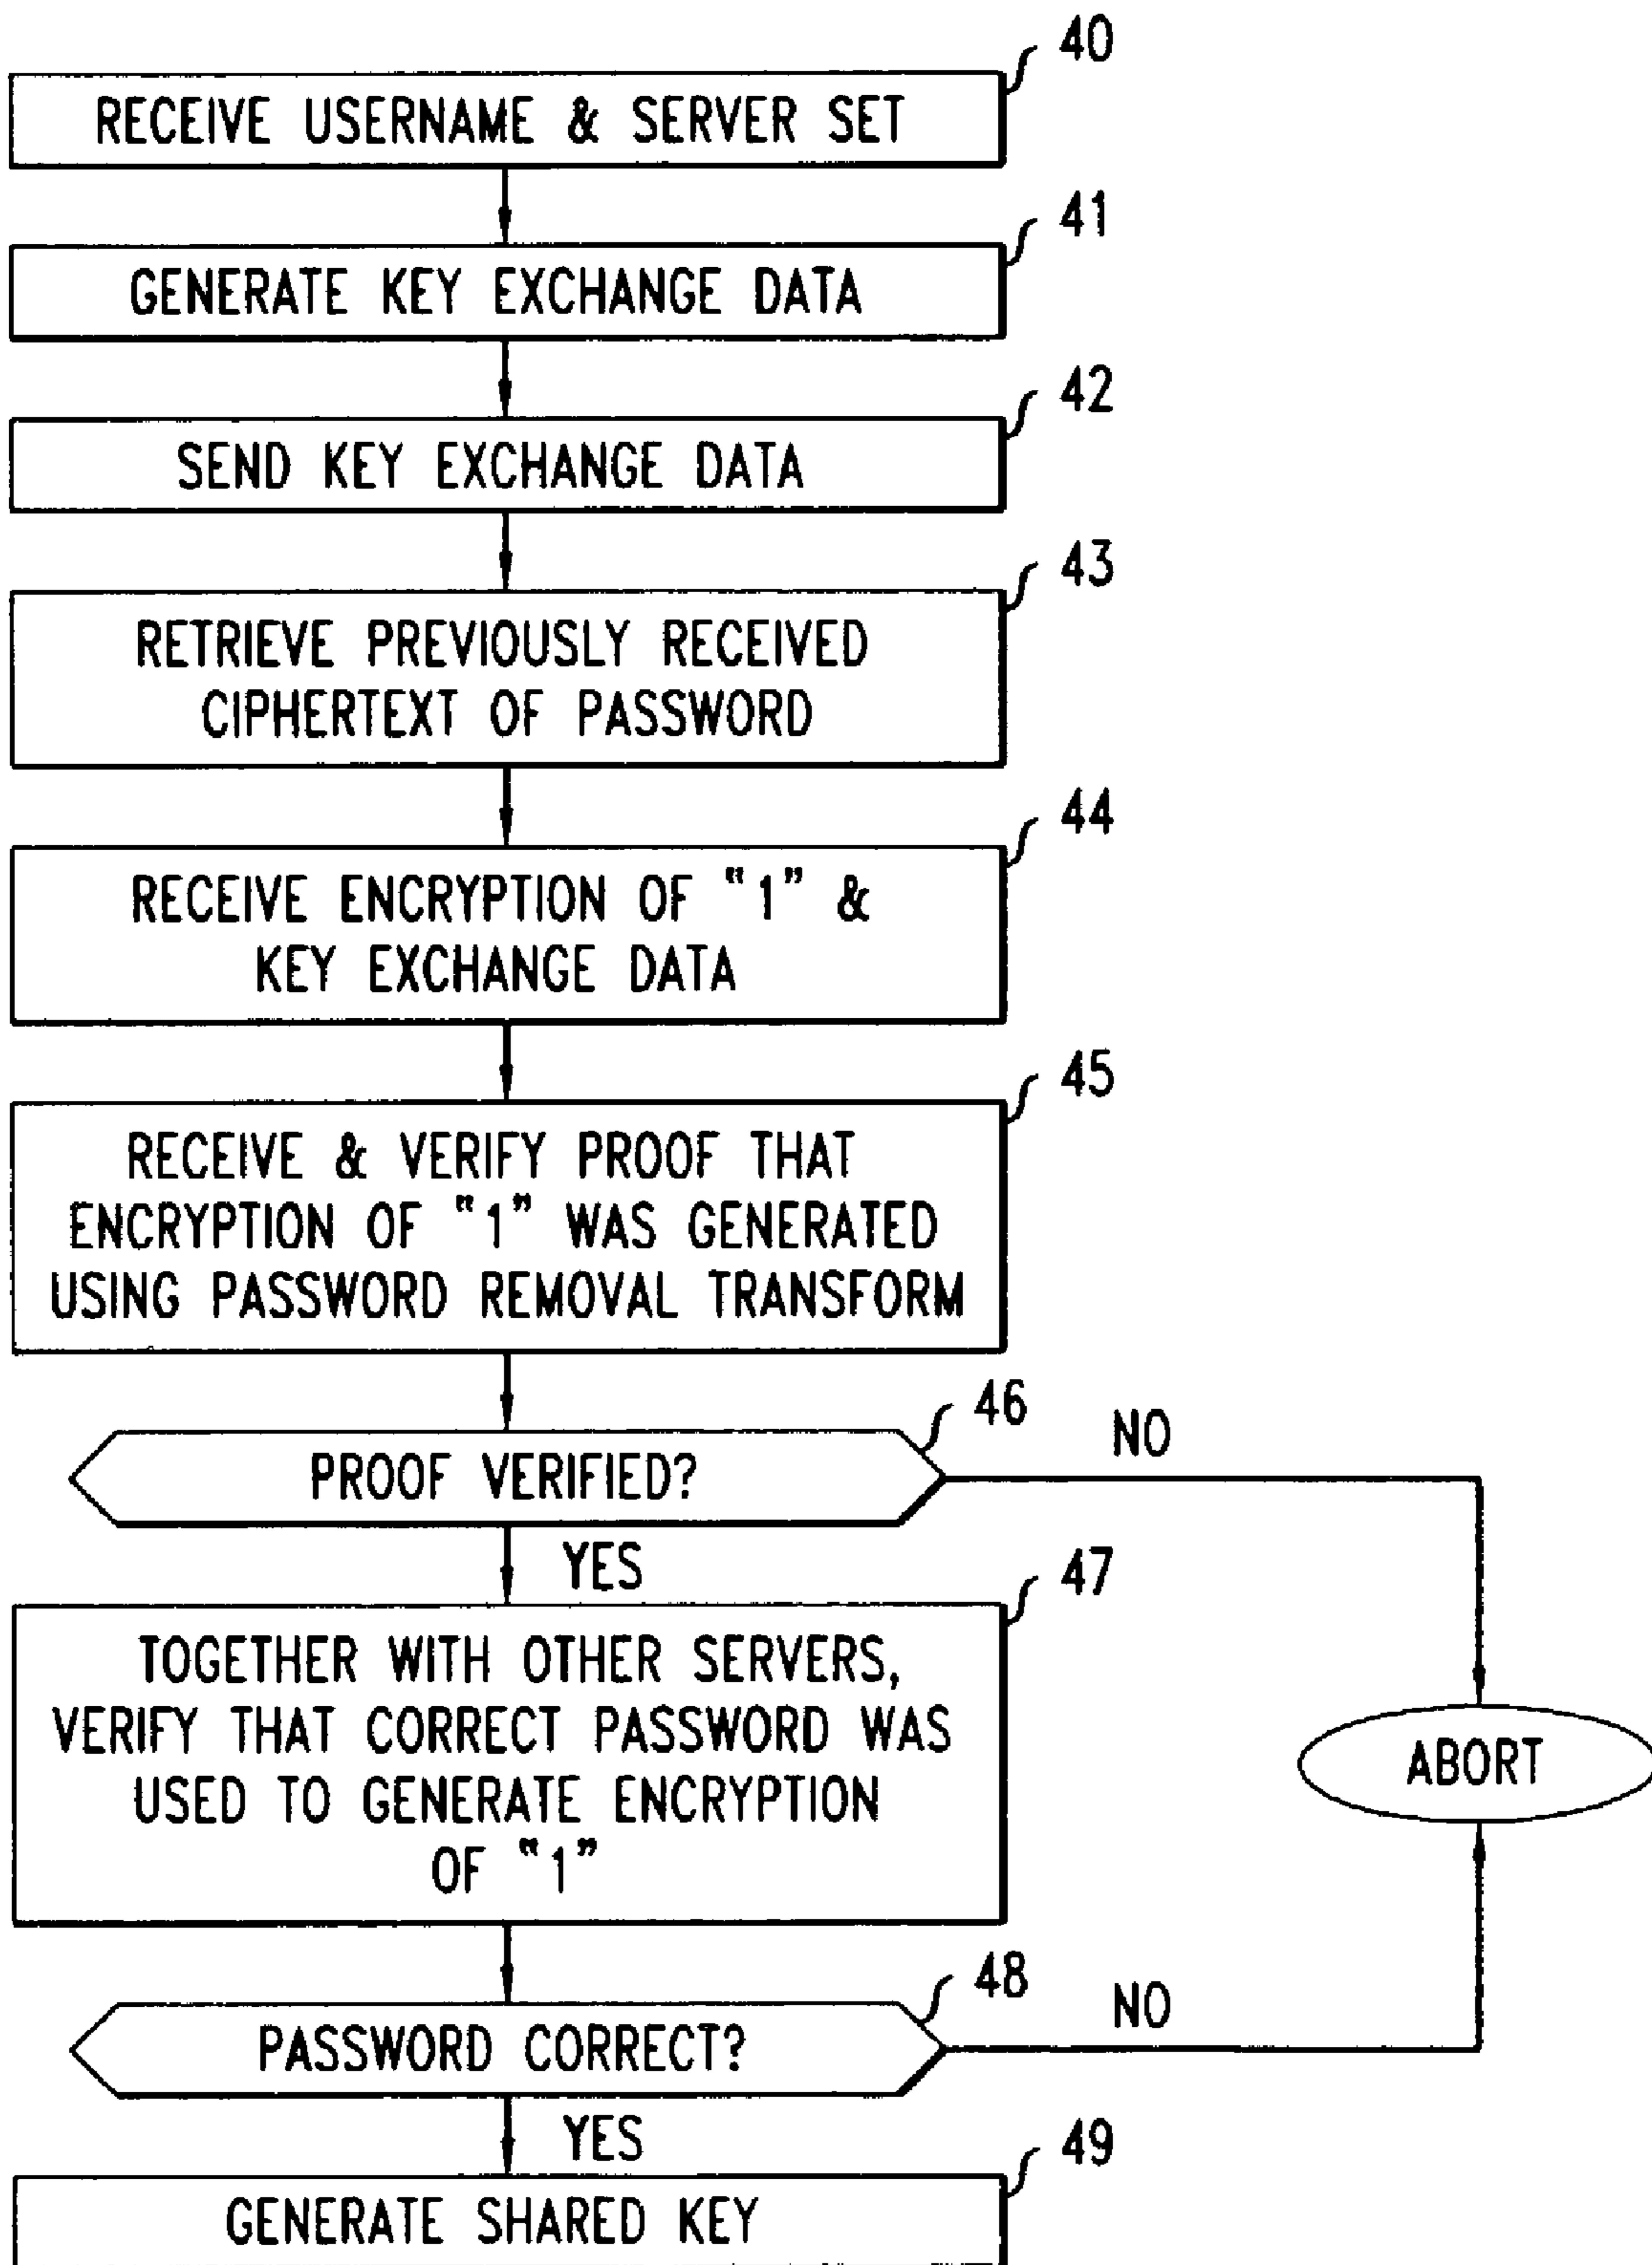 40
RECEIVE USERNAME & SERVER SET
41
GENERATE KEY EXCHANGE DATA
42
SEND KEY EXCHANGE DATA
43
RETRIEVE PREVIOUSLY RECEIVED
CIPHERTEXT OF PASSWORD
44
RECEIVE ENCRYPTION OF "1" &
KEY EXCHANGE DATA
45
RECEIVE & VERIFY PROOF THAT
ENCRYPTION OF "1" WAS GENERATED
USING PASSWORD REMOVAL TRANSFORM
46
PROOF VERIFIED?
NO
YES
47
TOGETHER WITH OTHER SERVERS,
VERIFY THAT CORRECT PASSWORD WAS
USED TO GENERATE ENCRYPTION
OF "1"
ABORT
48
PASSWORD CORRECT?
NO
YES
49
GENERATE SHARED KEY